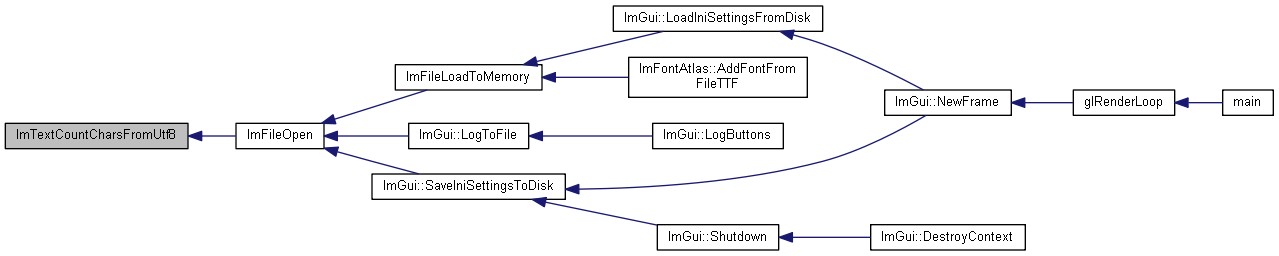 ImGui::LoadIniSettingsFromDisk
ImFileLoadToMemory
ImFontAtlas::AddFontFrom
FileTTF
ImGui::NewFrame
glRenderLoop
main
ImTextCountCharsFromUtf8
ImFileOpen
ImGui::LogToFile
ImGui::LogButtons
ImGui::SaveIniSettingsToDisk
ImGui::Shutdown
ImGui::DestroyContext